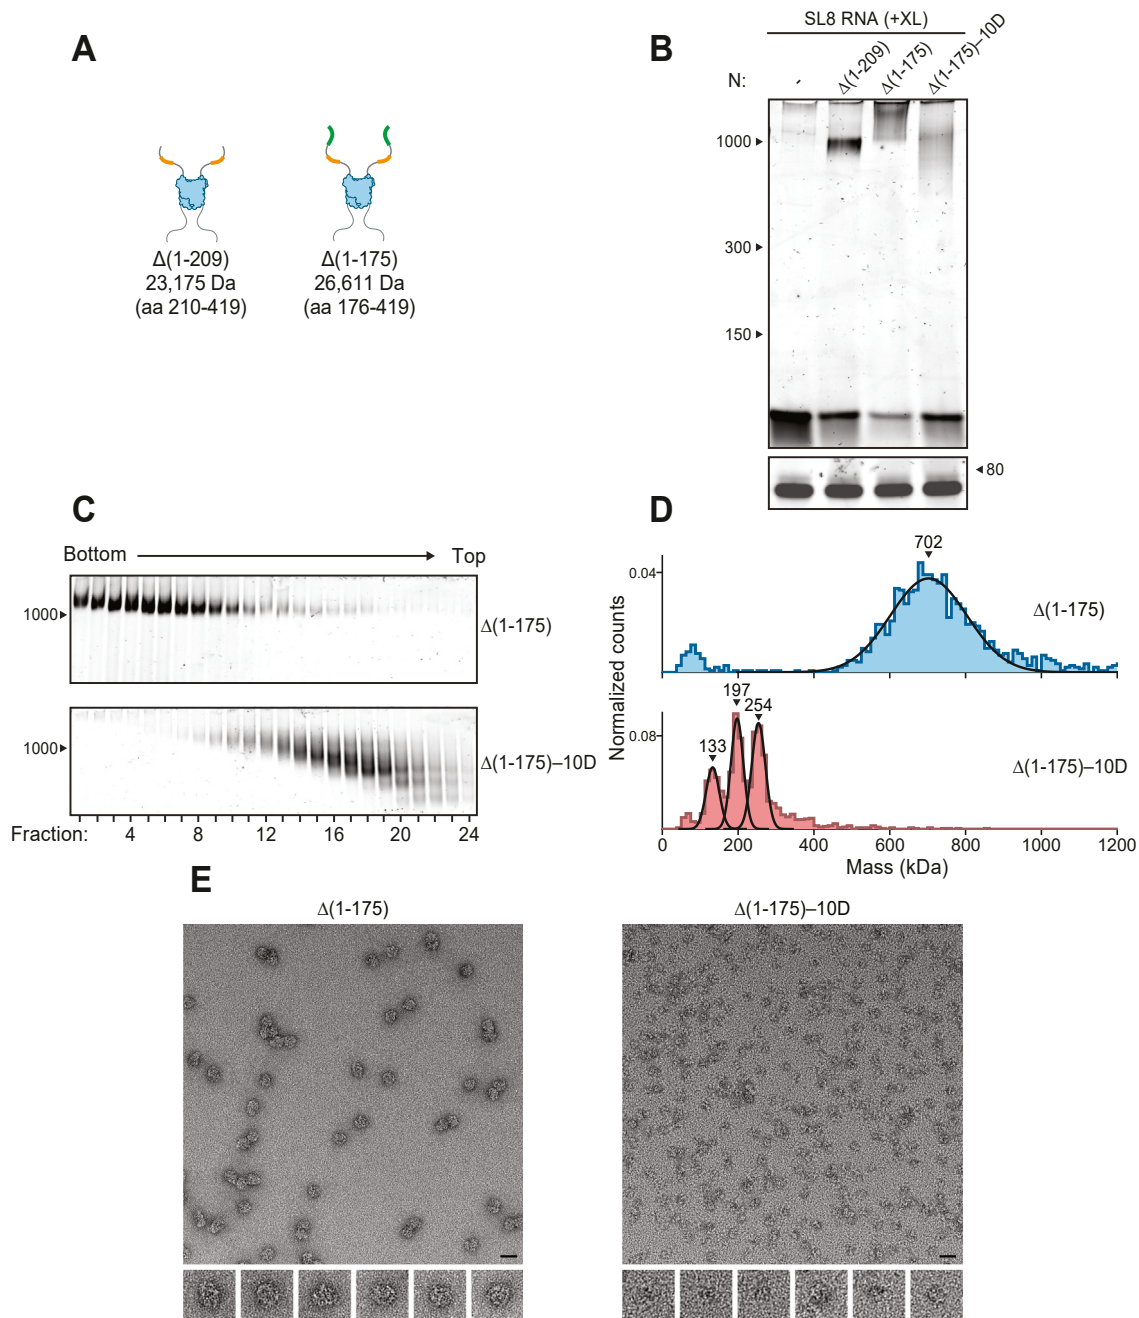 A
Δ(1-209)
23,175 Da
(aa 210-419)
Δ(1-175)
26,611 Da
(aa 176-419)
B
SL8 RNA (+XL)
N:
-
Δ(1-209)
Δ(1-175)
Δ(1-175)–10D
1000
300
150
80
C
Bottom
Top
1000
Δ(1-175)
1000
Δ(1-175)–10D
Fraction:
4
8
12
16
20
24
D
702
0.04
Δ(1-175)
Normalized counts
197
254
133
0.08
Δ(1-175)–10D
0
200
400
600
800
1000
1200
Mass (kDa)
E
Δ(1-175)
Δ(1-175)–10D